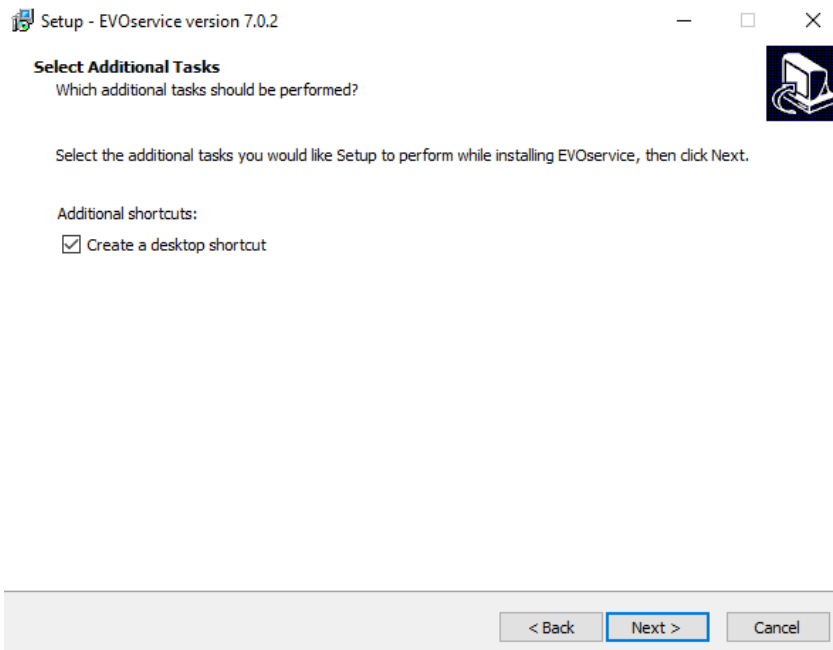 Setup - EVOservice version 7.0.2
Select Additional Tasks
Which additional tasks should be performed?
Select the additional tasks you would like Setup to perform while installing EVOservice, then click Next.
Additional shortcuts:
Create a desktop shortcut
< Back Next > Cancel